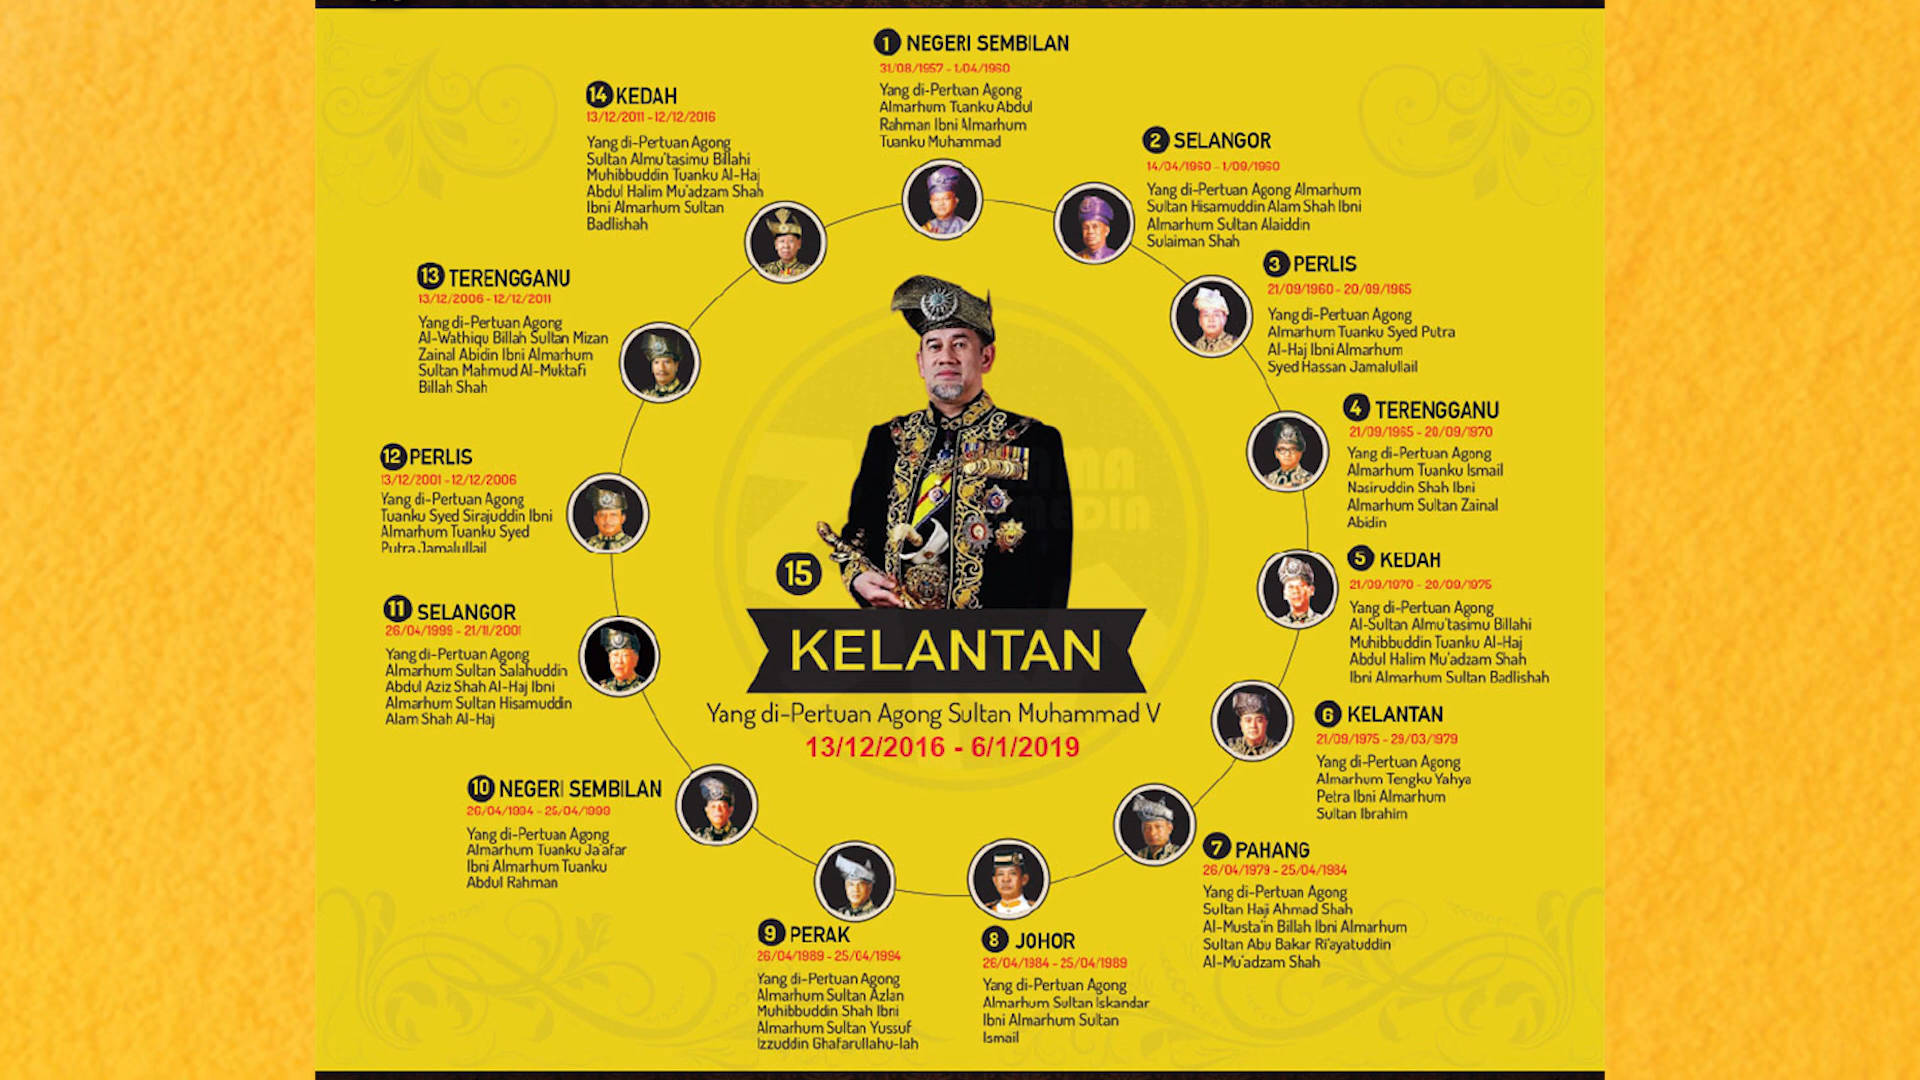 1 NEGERI SEMBILAN
31/08/1957 - 1/04/1960
Yang di-Pertuan Agong
Almarhum Tuanku Abdul
Rahman Ibni Almarhum
Tuanku Muhammad
2 SELANGOR
14/04/1960 - 1/09/1960
Yang di-Pertuan Agong Almarhum
Sultan Hisamuddin Alam Shah Ibni
Almarhum Sultan Alaiddin
Sulaiman Shah
3 PERLIS
21/09/1960 - 20/09/1965
Yang di-Pertuan Agong
Almarhum Tuanku Syed Putra
Al-Haj Ibni Almarhum
Syed Hassan Jamalullail
4 TERENGGANU
21/09/1965 - 20/09/1970
Yang di-Pertuan Agong
Almarhum Tuanku Ismail
Nasiruddin Shah Ibni
Almarhum Sultan Zainal
Abidin
5 KEDAH
21/09/1970 - 20/09/1975
Yang di-Pertuan Agong
Al-Sultan Almu'tasimu Billahi
Muhibbuddin Tuanku Al-Haj
Abdul Halim Mu'adzam Shah
Ibni Almarhum Sultan Badlishah
6 KELANTAN
21/09/1975 - 29/03/1979
Yang di-Pertuan Agong
Almarhum Tengku Yahya
Petra Ibni Almarhum
Sultan Ibrahim
7 PAHANG
26/04/1979 - 25/04/1984
Yang di-Pertuan Agong
Sultan Haji Ahmad Shah
Al-Musta'in Billah Ibni Almarhum
Sultan Abu Bakar Ri'ayatuddin
Al-Mu'adzam Shah
8 JOHOR
26/04/1984 - 25/04/1989
Yang di-Pertuan Agong
Almarhum Sultan Iskandar
Ibni Almarhum Sultan
Ismail
9 PERAK
26/04/1989 - 25/04/1994
Yang di-Pertuan Agong
Almarhum Sultan Azlan
Muhibbuddin Shah Ibni
Almarhum Sultan Yussuf
Izzuddin Ghafarullahu-lah
10 NEGERI SEMBILAN
26/04/1994 - 25/04/1999
Yang di-Pertuan Agong
Almarhum Tuanku Ja'afar
Ibni Almarhum Tuanku
Abdul Rahman
11 SELANGOR
26/04/1999 - 21/11/2001
Yang di-Pertuan Agong
Almarhum Sultan Salahuddin
Abdul Aziz Shah Al-Haj Ibni
Almarhum Sultan Hisamuddin
Alam Shah Al-Haj
12 PERLIS
13/12/2001 - 12/12/2006
Yang di-Pertuan Agong
Tuanku Syed Sirajuddin Ibni
Almarhum Tuanku Syed
Putra Jamalullail
13 TERENGGANU
13/12/2006 - 12/12/2011
Yang di-Pertuan Agong
Al-Wathiqu Billah Sultan Mizan
Zainal Abidin Ibni Almarhum
Sultan Mahmud Al-Muktafi
Billah Shah
14 KEDAH
13/12/2011 - 12/12/2016
Yang di-Pertuan Agong
Sultan Almu'tasimu Billahi
Muhibbuddin Tuanku Al-Haj
Abdul Halim Mu'adzam Shah
Ibni Almarhum Sultan
Badlishah
15
KELANTAN
Yang di-Pertuan Agong Sultan Muhammad V
13/12/2016 - 6/1/2019